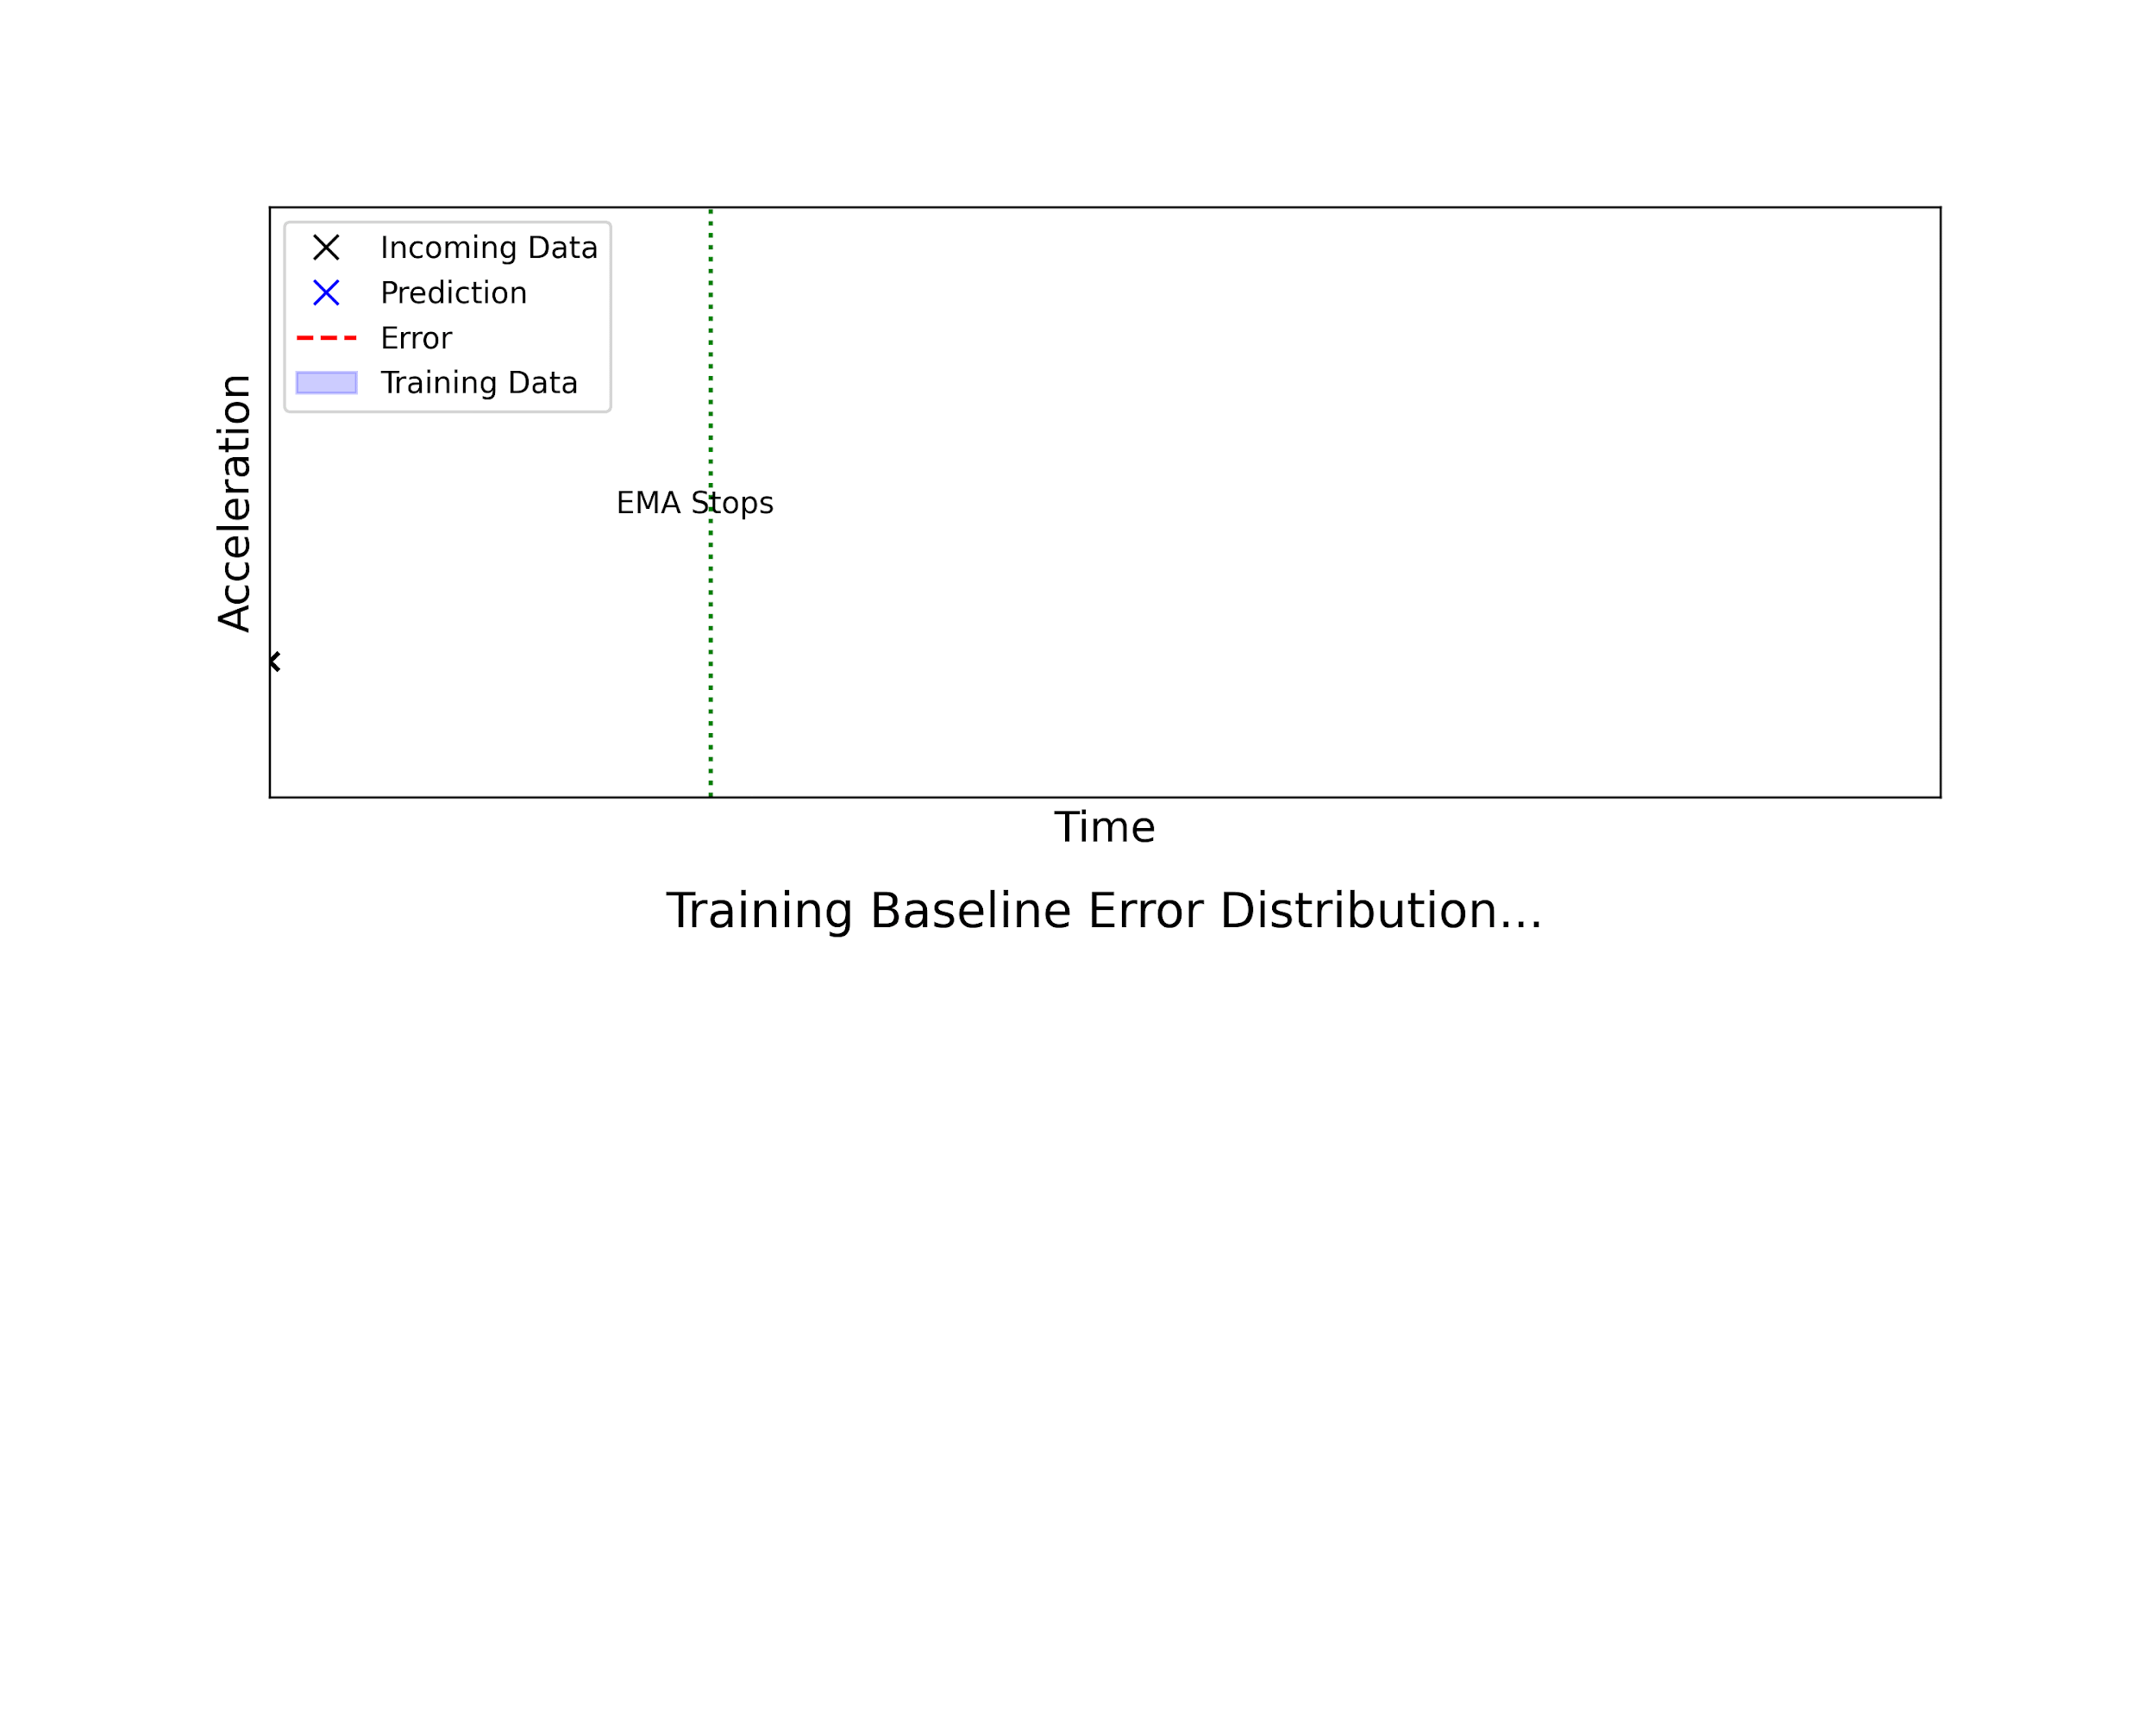 Incoming Data
Prediction
Error
Training Data
EMA Stops
Acceleration
Time
Training Baseline Error Distribution...